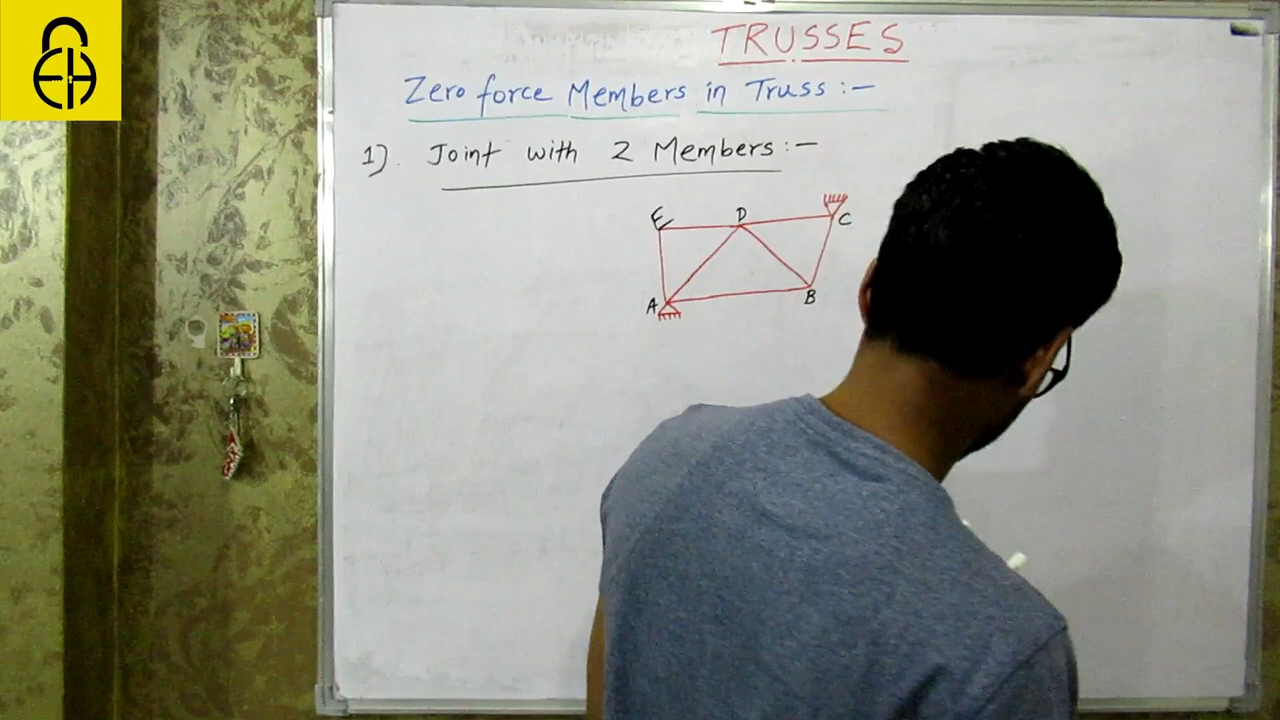 TRUSSES
Zero force Members in Truss :-
1). Joint with 2 Members :-
E D C
A B